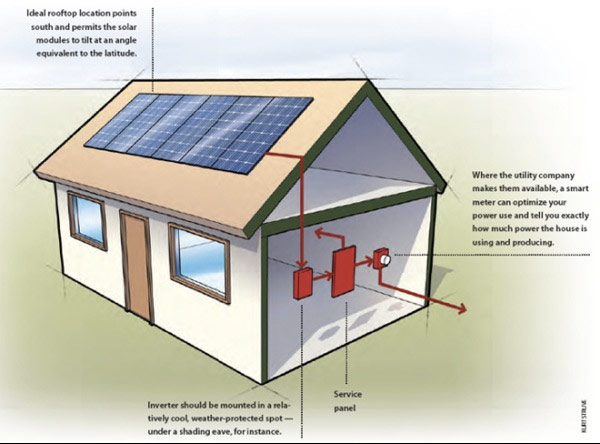 Ideal rooftop location points
south and permits the solar
modules to tilt at an angle
equivalent to the latitude.
Where the utility company
makes them available, a smart
meter can optimize your
power use and tell you exactly
how much power the house is
using and producing.
Service
panel
Inverter should be mounted in a rela-
tively cool, weather-protected spot —
under a shading eave, for instance.
KURT STRUVE